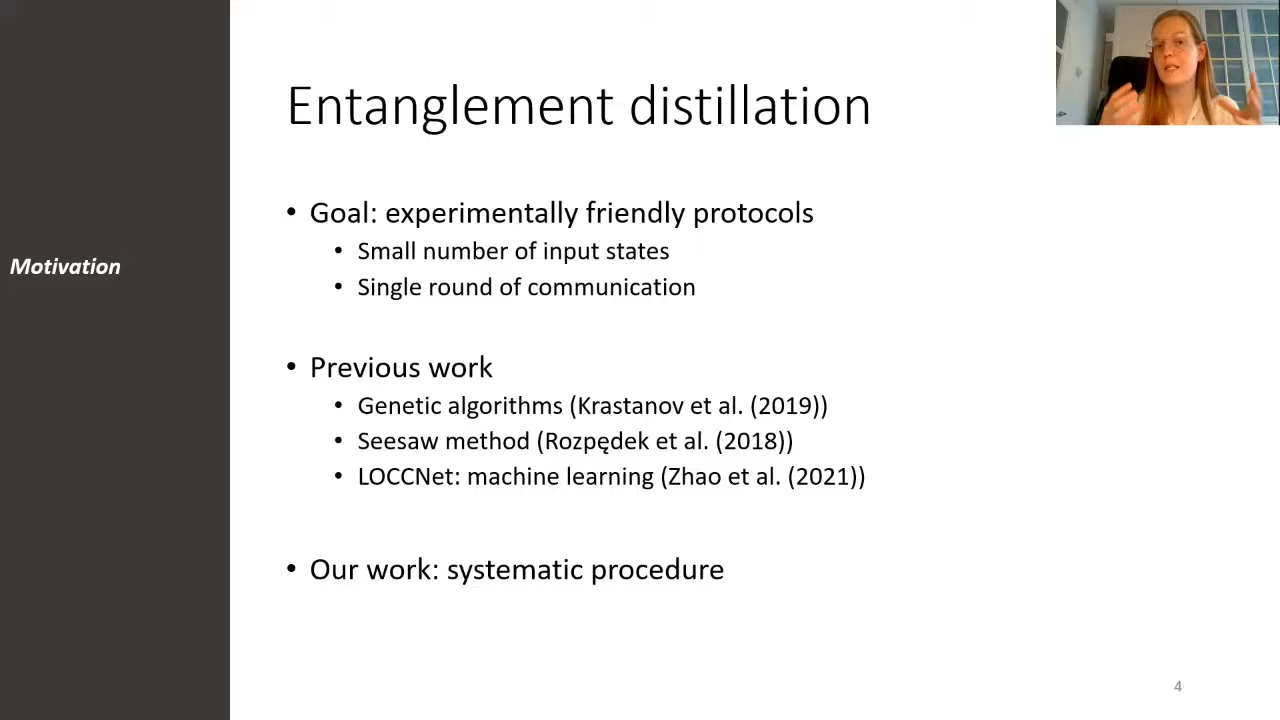 Entanglement distillation
• Goal: experimentally friendly protocols
• Small number of input states
• Single round of communication
Motivation
• Previous work
• Genetic algorithms (Krastanov et al. (2019))
• Seesaw method (Rozpędek et al. (2018))
• LOCCNet: machine learning (Zhao et al. (2021))
• Our work: systematic procedure
4